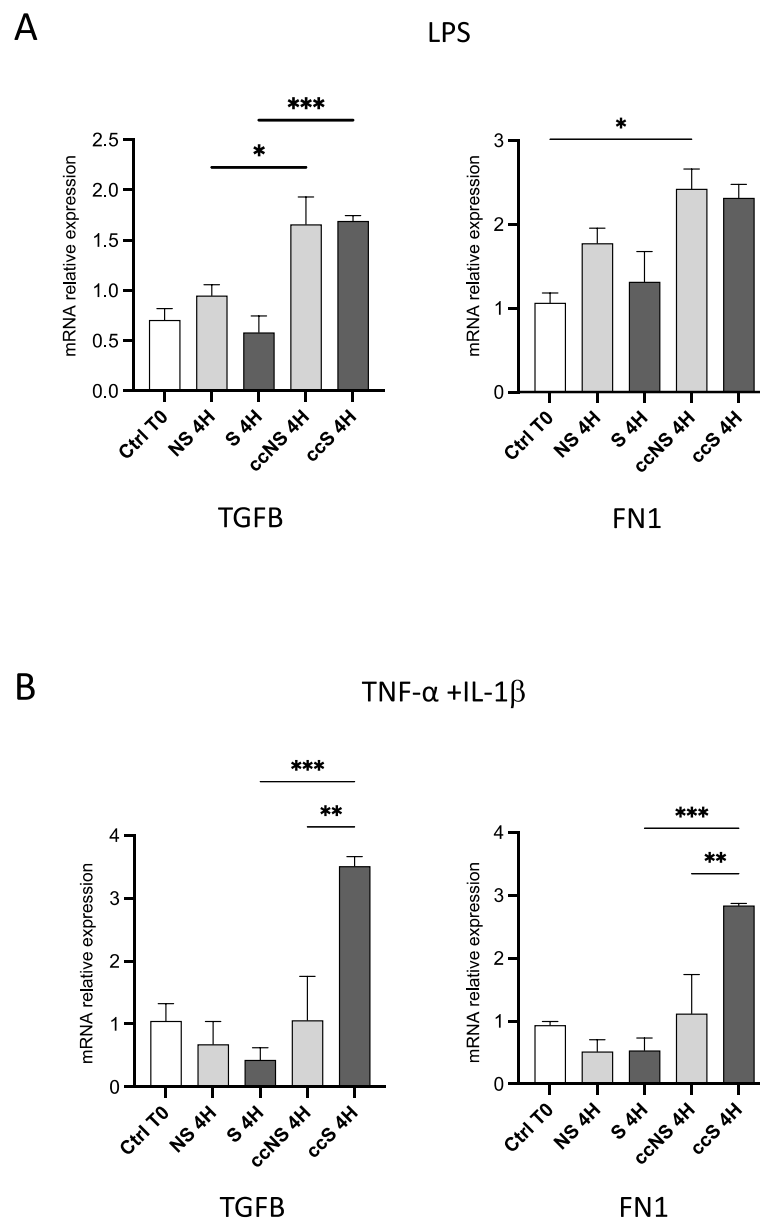 A
LPS
***
*
2.5
2.0
1.5
1.0
0.5
0.0
mRNA relative expression
Ctrl T0
NS 4H
S 4H
ccNS 4H
ccS 4H
TGFB
*
3
2
1
0
mRNA relative expression
Ctrl T0
NS 4H
S 4H
ccNS 4H
ccS 4H
FN1
B
TNF-α +IL-1β
***
**
4
3
2
1
0
mRNA relative expression
Ctrl T0
NS 4H
S 4H
ccNS 4H
ccS 4H
TGFB
***
**
4
3
2
1
0
mRNA relative expression
Ctrl T0
NS 4H
S 4H
ccNS 4H
ccS 4H
FN1